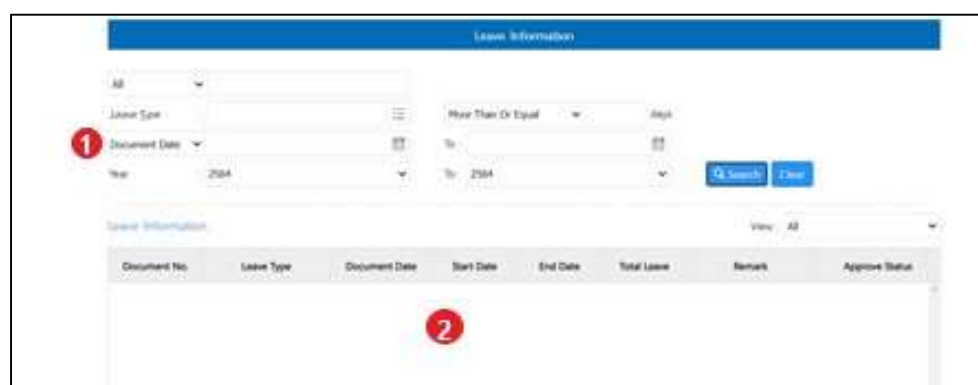 Leave Information
All
Leave Type More Than Or Equal days
1 Document Date To
Year 2564 To 2564 Search Clear
Leave Information View All
Document No. Leave Type Document Date Start Date End Date Total Leave Remark Approve Status
2